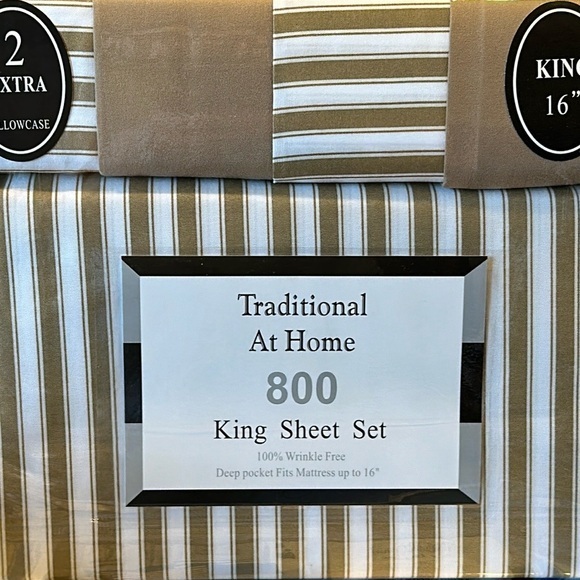 2
XTRA
LLOWCASE
KING
16”
Traditional
At Home
800
King Sheet Set
100% Wrinkle Free
Deep pocket Fits Mattress up to 16"